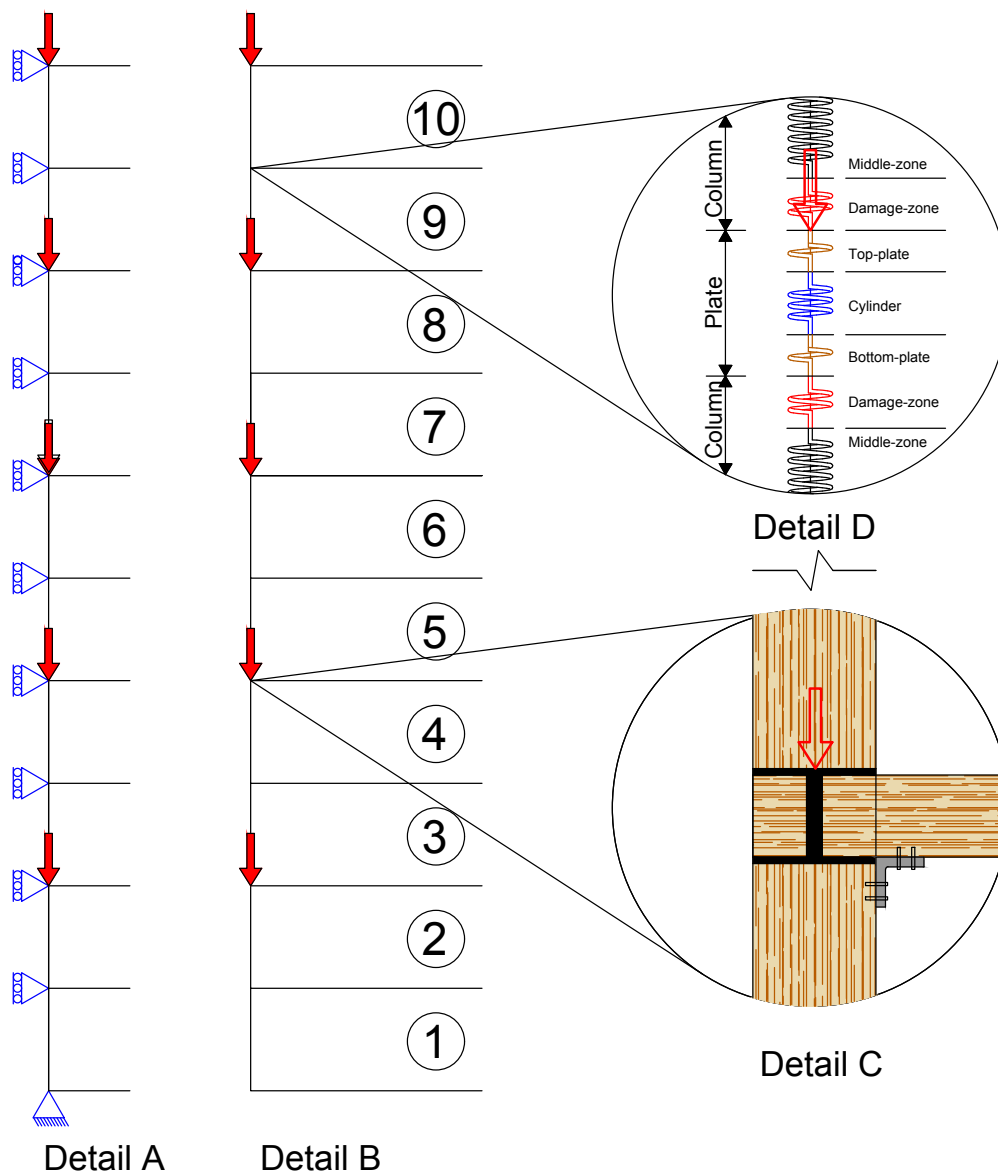 10
9
8
7
6
5
4
3
2
1
Column
Plate
Column
Middle-zone
Damage-zone
Top-plate
Cylinder
Bottom-plate
Damage-zone
Middle-zone
Detail D
Detail C
Detail A
Detail B